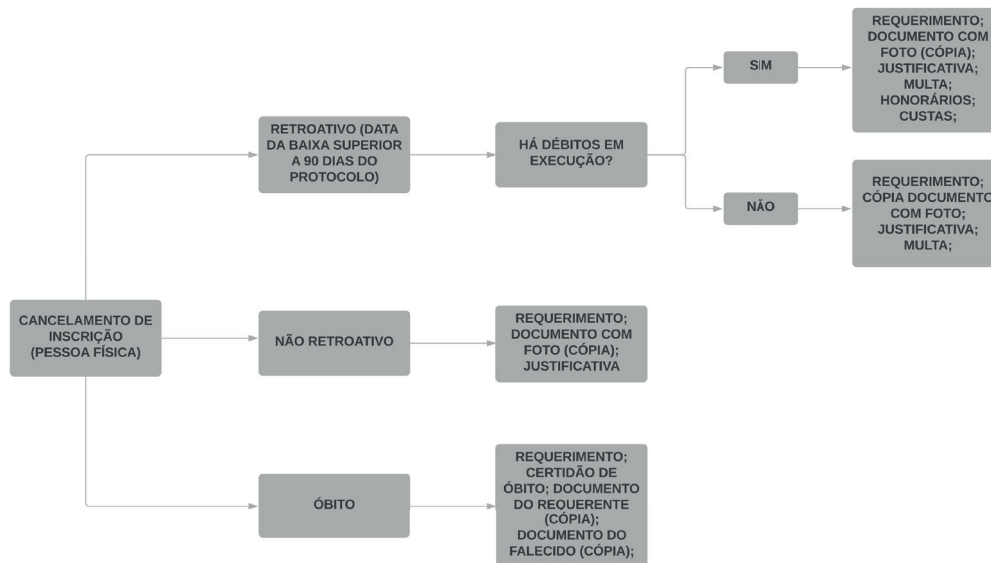 REQUERIMENTO;
DOCUMENTO COM
FOTO (CÓPIA);
JUSTIFICATIVA;
MULTA;
HONORÁRIOS;
CUSTAS;
SIM
RETROATIVO (DATA
DA BAIXA SUPERIOR
A 90 DIAS DO
PROTOCOLO)
HÁ DÉBITOS EM
EXECUÇÃO?
NÃO
REQUERIMENTO;
CÓPIA DOCUMENTO
COM FOTO;
JUSTIFICATIVA;
MULTA;
CANCELAMENTO DE
INSCRIÇÃO
(PESSOA FÍSICA)
NÃO RETROATIVO
REQUERIMENTO;
DOCUMENTO COM
FOTO (CÓPIA);
JUSTIFICATIVA
ÓBITO
REQUERIMENTO;
CERTIDÃO DE
ÓBITO; DOCUMENTO
DO REQUERENTE
(CÓPIA);
DOCUMENTO DO
FALECIDO (CÓPIA);